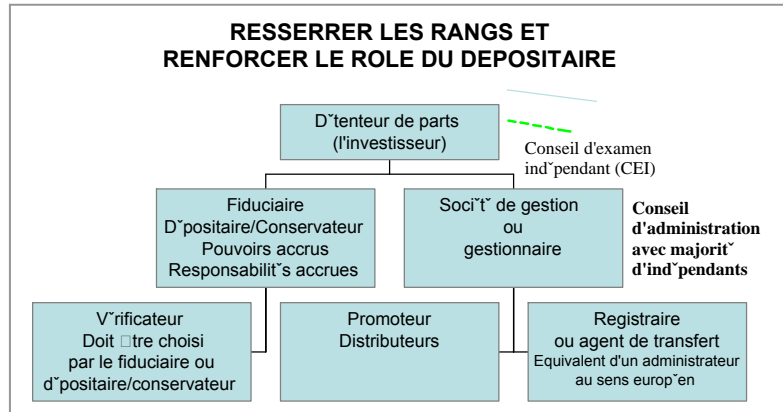 RESSERRER LES RANGS ET
RENFORCER LE ROLE DU DEPOSITAIRE
Dˇtenteur de parts
(l'investisseur)
Conseil d'examen
indˇpendant (CEI)
Fiduciaire
Dˇpositaire/Conservateur
Pouvoirs accrus
Responsabilitˇs accrues
Sociˇtˇ de gestion
ou
gestionnaire
Conseil
d'administration
avec majoritˇ
d'indˇpendants
Vˇrificateur
Doit □tre choisi
par le fiduciaire ou
dˇpositaire/conservateur
Promoteur
Distributeurs
Registraire
ou agent de transfert
Equivalent d'un administrateur
au sens europˇen